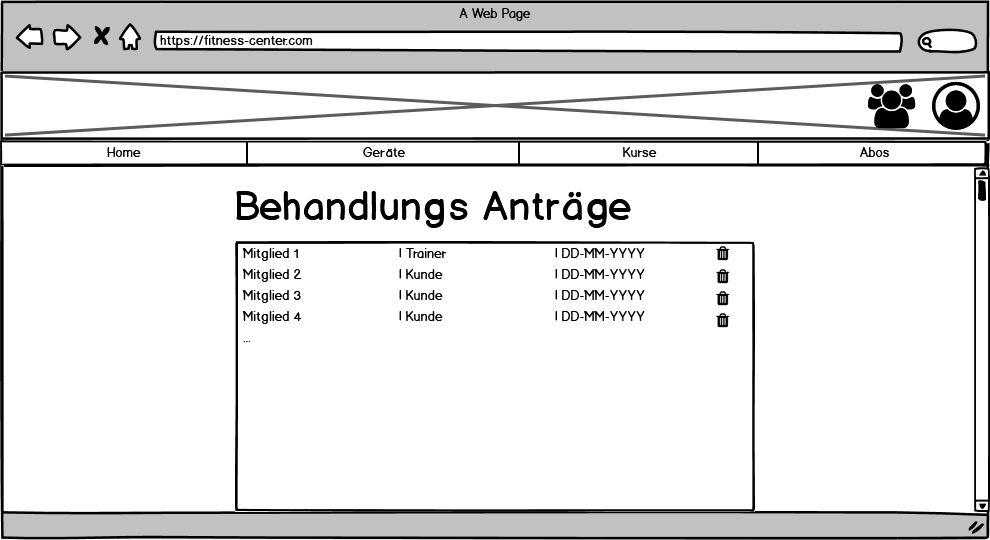 A Web Page
https://fitness-center.com
Home Geräte Kurse Abos
Behandlungs Anträge
Mitglied 1 | Trainer | DD-MM-YYYY
Mitglied 2 | Kunde | DD-MM-YYYY
Mitglied 3 | Kunde | DD-MM-YYYY
Mitglied 4 | Kunde | DD-MM-YYYY
...